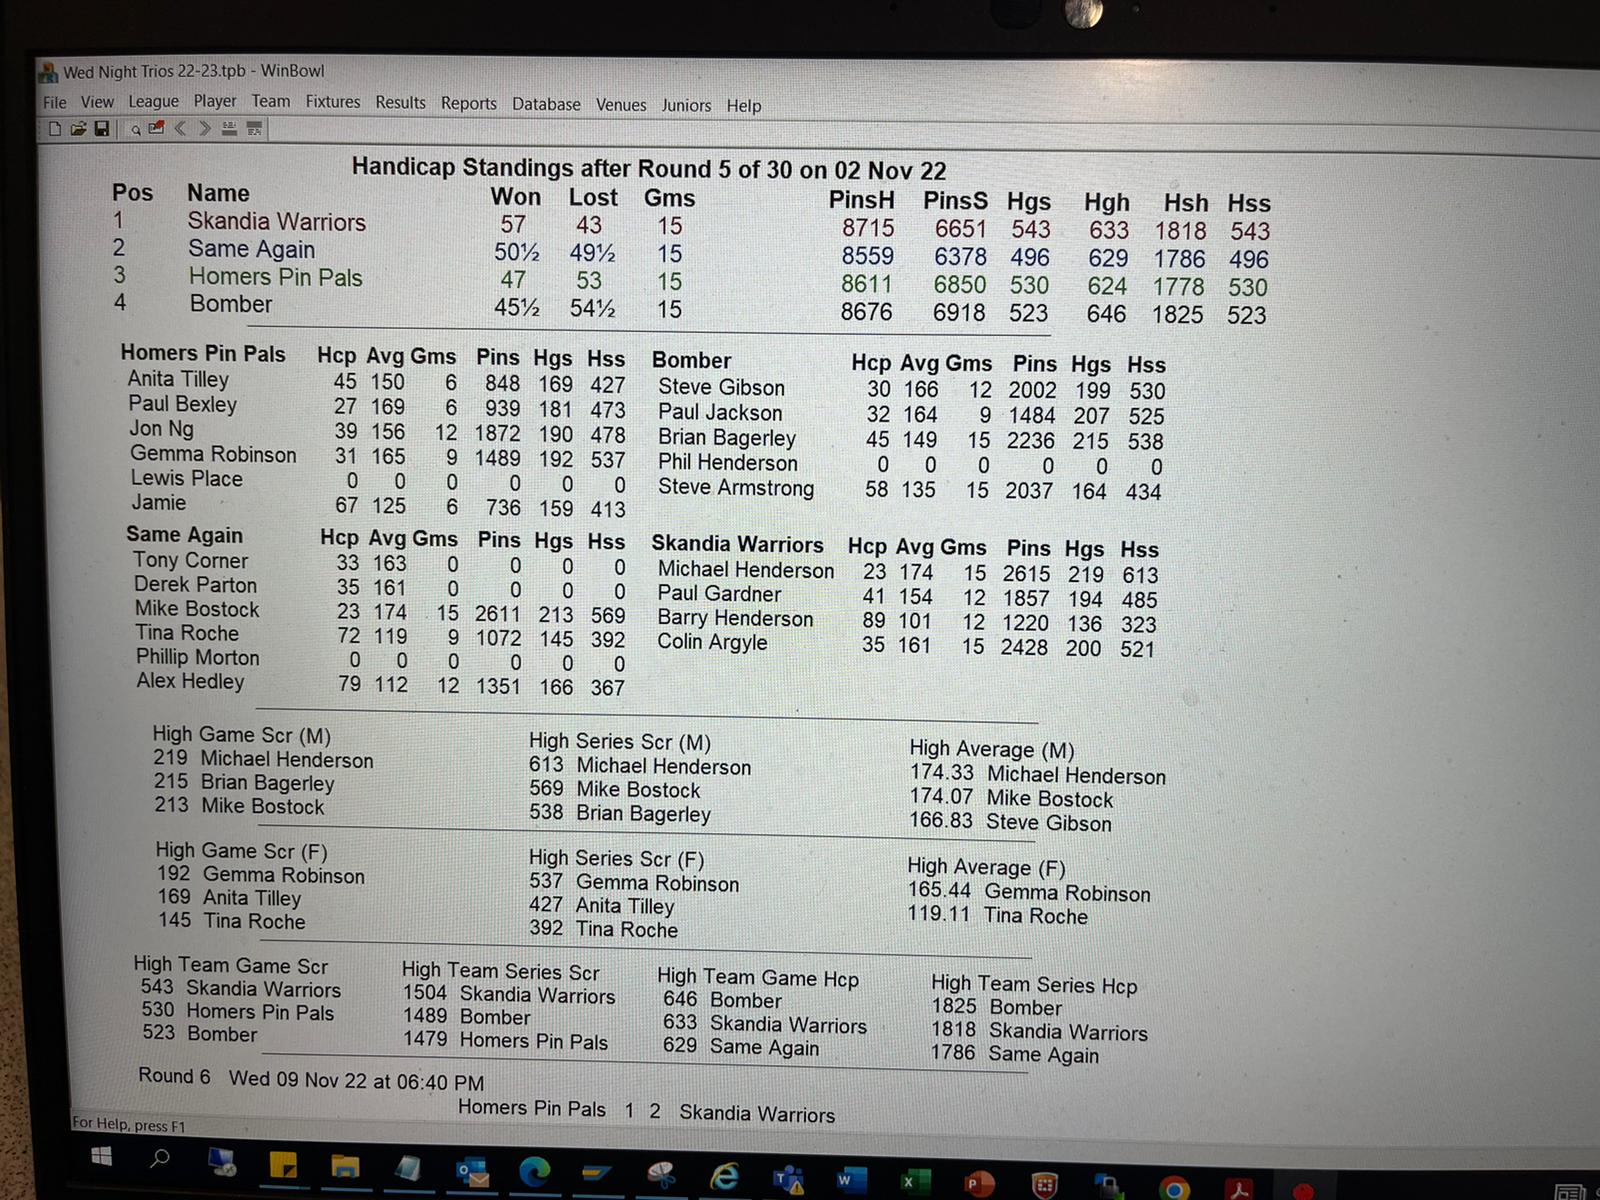 Wed Night Trios 22-23.tpb - WinBowl
File View League Player Team Fixtures Results Reports Database Venues Juniors Help
Handicap Standings after Round 5 of 30 on 02 Nov 22
Pos Name Won Lost Gms PinsH PinsS Hgs Hgh Hsh Hss
1 Skandia Warriors 57 43 15 8715 6651 543 633 1818 543
2 Same Again 50½ 49½ 15 8559 6378 496 629 1786 496
3 Homers Pin Pals 47 53 15 8611 6850 530 624 1778 530
4 Bomber 45½ 54½ 15 8676 6918 523 646 1825 523
Homers Pin Pals Hcp Avg Gms Pins Hgs Hss
Anita Tilley 45 150 6 848 169 427
Paul Bexley 27 169 6 939 181 473
Jon Ng 39 156 12 1872 190 478
Gemma Robinson 31 165 9 1489 192 537
Lewis Place 0 0 0 0 0 0
Jamie 67 125 6 736 159 413
Bomber Hcp Avg Gms Pins Hgs Hss
Steve Gibson 30 166 12 2002 199 530
Paul Jackson 32 164 9 1484 207 525
Brian Bagerley 45 149 15 2236 215 538
Phil Henderson 0 0 0 0 0 0
Steve Armstrong 58 135 15 2037 164 434
Same Again Hcp Avg Gms Pins Hgs Hss
Tony Corner 33 163 0 0 0 0
Derek Parton 35 161 0 0 0 0
Mike Bostock 23 174 15 2611 213 569
Tina Roche 72 119 9 1072 145 392
Phillip Morton 0 0 0 0 0 0
Alex Hedley 79 112 12 1351 166 367
Skandia Warriors Hcp Avg Gms Pins Hgs Hss
Michael Henderson 23 174 15 2615 219 613
Paul Gardner 41 154 12 1857 194 485
Barry Henderson 89 101 12 1220 136 323
Colin Argyle 35 161 15 2428 200 521
High Game Scr (M)
219 Michael Henderson
215 Brian Bagerley
213 Mike Bostock
High Series Scr (M)
613 Michael Henderson
569 Mike Bostock
538 Brian Bagerley
High Average (M)
174.33 Michael Henderson
174.07 Mike Bostock
166.83 Steve Gibson
High Game Scr (F)
192 Gemma Robinson
169 Anita Tilley
145 Tina Roche
High Series Scr (F)
537 Gemma Robinson
427 Anita Tilley
392 Tina Roche
High Average (F)
165.44 Gemma Robinson
119.11 Tina Roche
High Team Game Scr
543 Skandia Warriors
530 Homers Pin Pals
523 Bomber
High Team Series Scr
1504 Skandia Warriors
1489 Bomber
1479 Homers Pin Pals
High Team Game Hcp
646 Bomber
633 Skandia Warriors
629 Same Again
High Team Series Hcp
1825 Bomber
1818 Skandia Warriors
1786 Same Again
Round 6 Wed 09 Nov 22 at 06:40 PM
Homers Pin Pals 1 2 Skandia Warriors
For Help, press F1